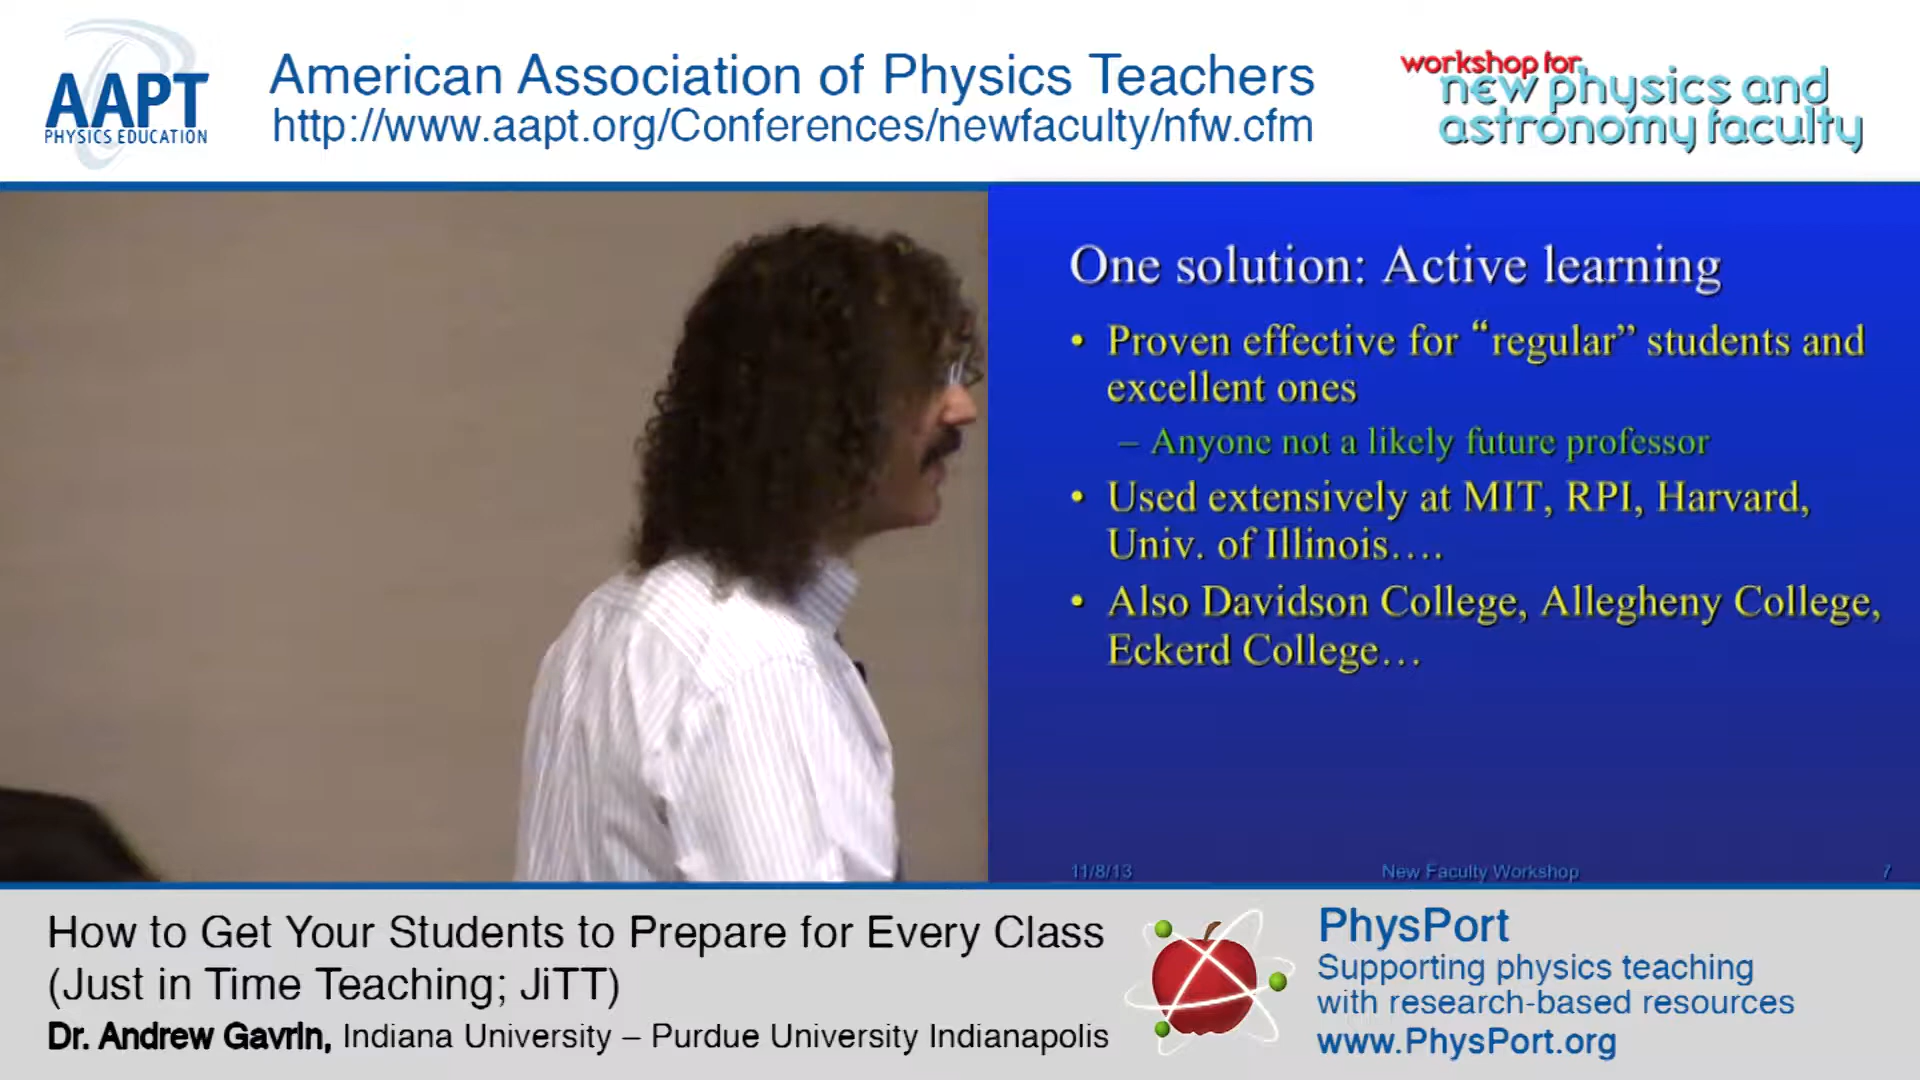 AAPT
PHYSICS EDUCATION
American Association of Physics Teachers
http://www.aapt.org/Conferences/newfaculty/nfw.cfm
workshop for
new physics and
astronomy faculty
One solution: Active learning
• Proven effective for “regular” students and
excellent ones
– Anyone not a likely future professor
• Used extensively at MIT, RPI, Harvard,
Univ. of Illinois….
• Also Davidson College, Allegheny College,
Eckerd College…
11/8/13
New Faculty Workshop
7
How to Get Your Students to Prepare for Every Class
(Just in Time Teaching; JiTT)
Dr. Andrew Gavrin, Indiana University – Purdue University Indianapolis
PhysPort
Supporting physics teaching
with research-based resources
www.PhysPort.org